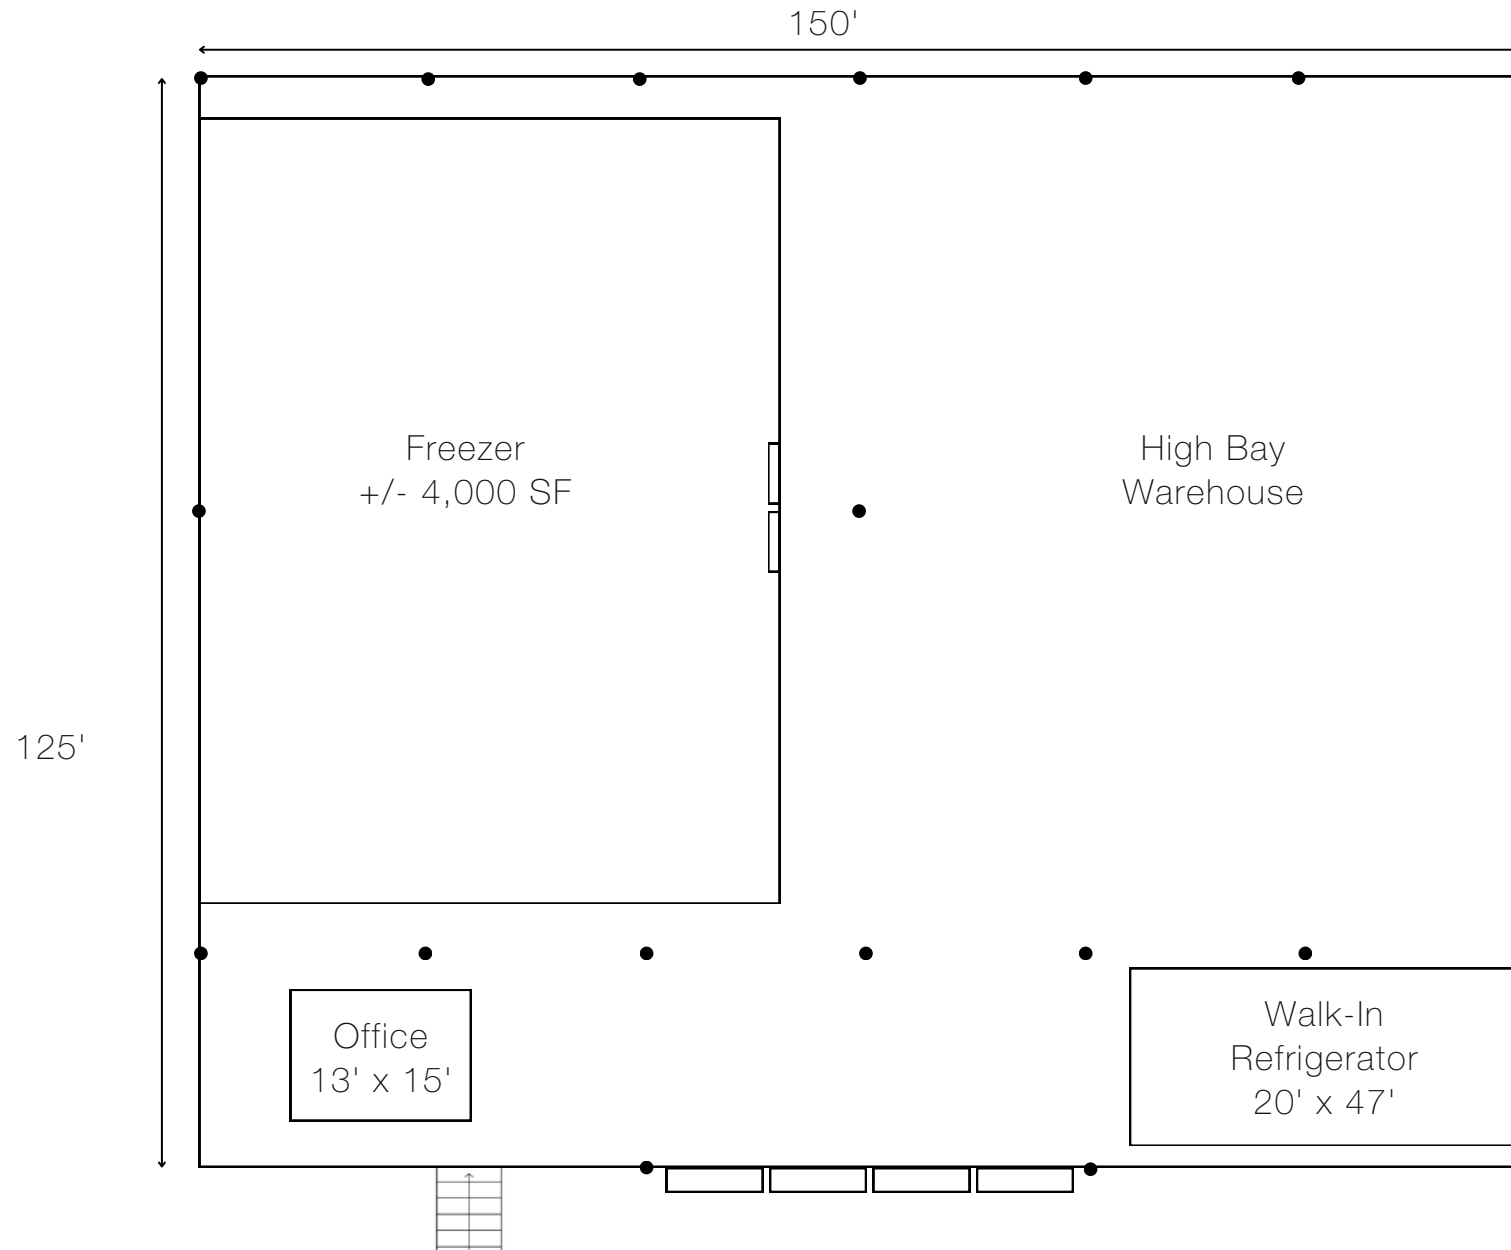 150'
Freezer
+/- 4,000 SF
High Bay
Warehouse
125'
Office
13' x 15'
Walk-In
Refrigerator
20' x 47'